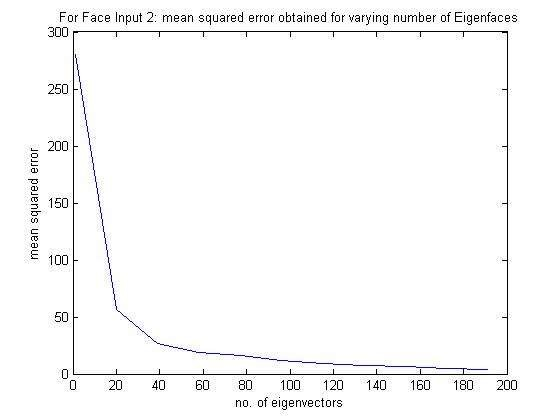 For Face Input 2: mean squared error obtained for varying number of Eigenfaces
300
250
200
150
100
50
0
mean squared error
0 20 40 60 80 100 120 140 160 180 200
no. of eigenvectors